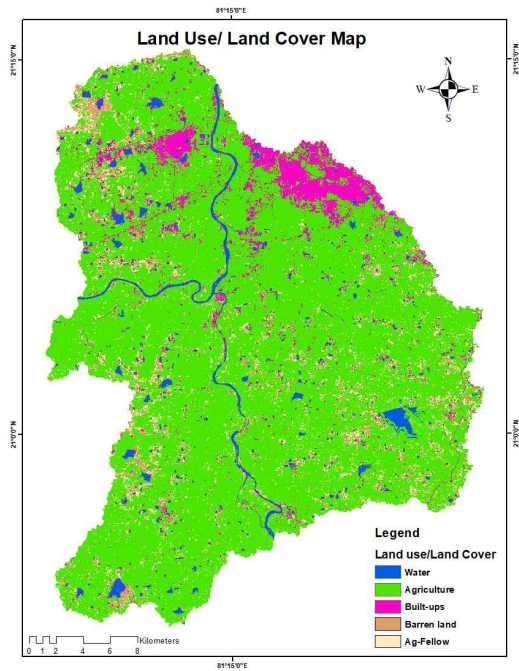 81°15'0"E
Land Use/ Land Cover Map
21°15'0"N
21°15'0"N
N
W
E
S
21°0'0"N
21°0'0"N
Legend
Land use/Land Cover
Water
Agriculture
Built-ups
Barren land
Ag-Fellow
Kilometers
0 1 2 4 6 8
81°15'0"E